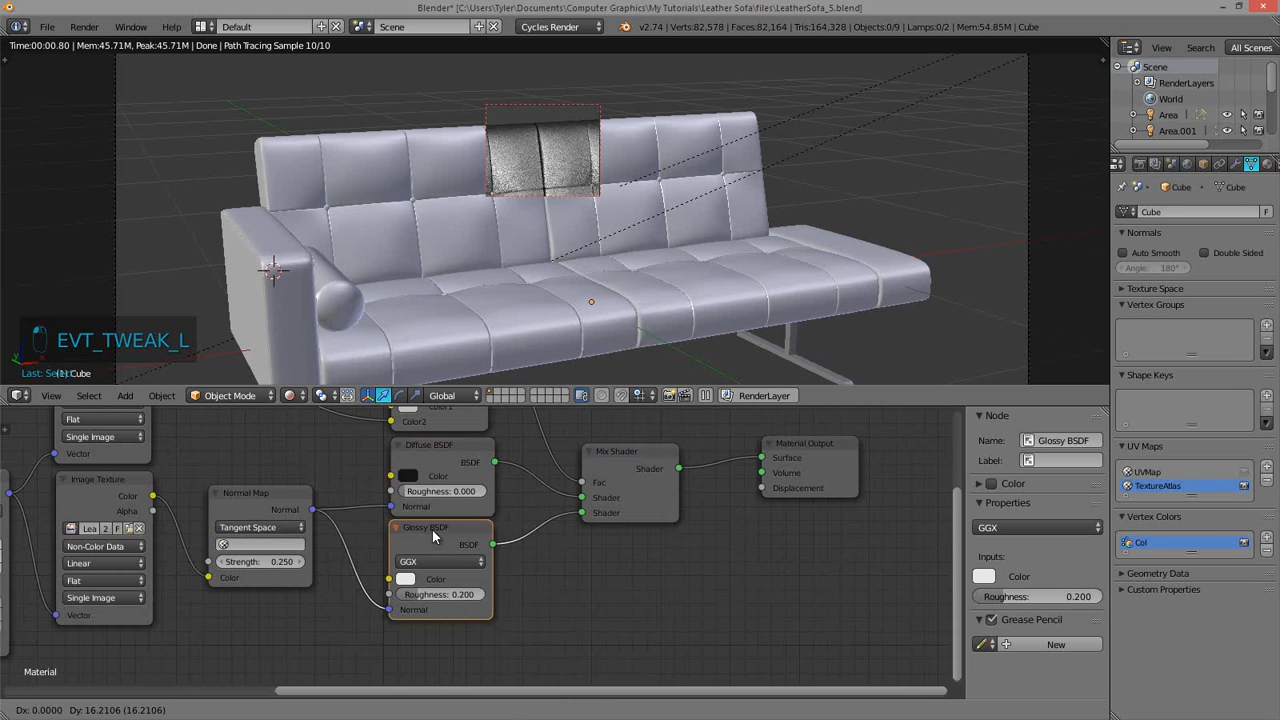 Blender* [C:\Users\Tyler\Documents\Computer Graphics\My Tutorials\Leather Sofa\files\LeatherSofa_5.blend]
File Render Window Help Default Scene Cycles Render v2.74 | Verts:82,578 | Faces:82,164 | Tris:164,328 | Objects:0/9 | Lamps:0/2 | Mem:54.85M | Cube
View Search All Scenes
Time:00:00.80 | Mem:45.71M, Peak:45.71M | Done | Path Tracing Sample 10/10
Scene
RenderLayers
World
Area
Area.001
Cube Cube
Cube F
Normals
Auto Smooth Double Sided
Angle: 180°
Texture Space
Vertex Groups
EVT_TWEAK_L
(1) Cube
Shape Keys
View Select Add Object Object Mode Global RenderLayer
UV Maps
UVMap
TextureAtlas
Vertex Colors
Col
Geometry Data
Custom Properties
Flat
Single Image
Vector
Image Texture
Color
Alpha
Lea 2 F
Non-Color Data
Linear
Flat
Single Image
Vector
Normal Map
Normal
Tangent Space
Strength: 0.250
Color
Color1
Color2
Diffuse BSDF
BSDF
Color
Roughness: 0.000
Normal
Glossy BSDF
BSDF
GGX
Color
Roughness: 0.200
Normal
Mix Shader
Shader
Fac
Shader
Shader
Material Output
Surface
Volume
Displacement
Node
Name: Glossy BSDF
Label:
Color
Properties
GGX
Inputs:
Color
Roughness: 0.200
Grease Pencil
New
Material
Dx: 0.0000 Dy: 16.2106 (16.2106)